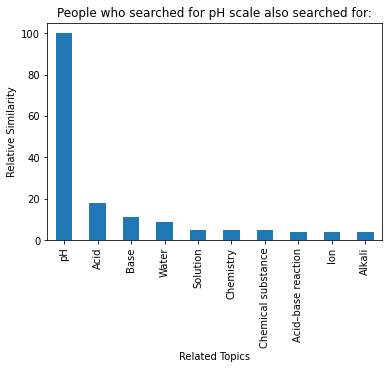 People who searched for pH scale also searched for:
Relative Similarity
100
80
60
40
20
0
pH
Acid
Base
Water
Solution
Chemistry
Chemical substance
Acid–base reaction
Ion
Alkali
Related Topics